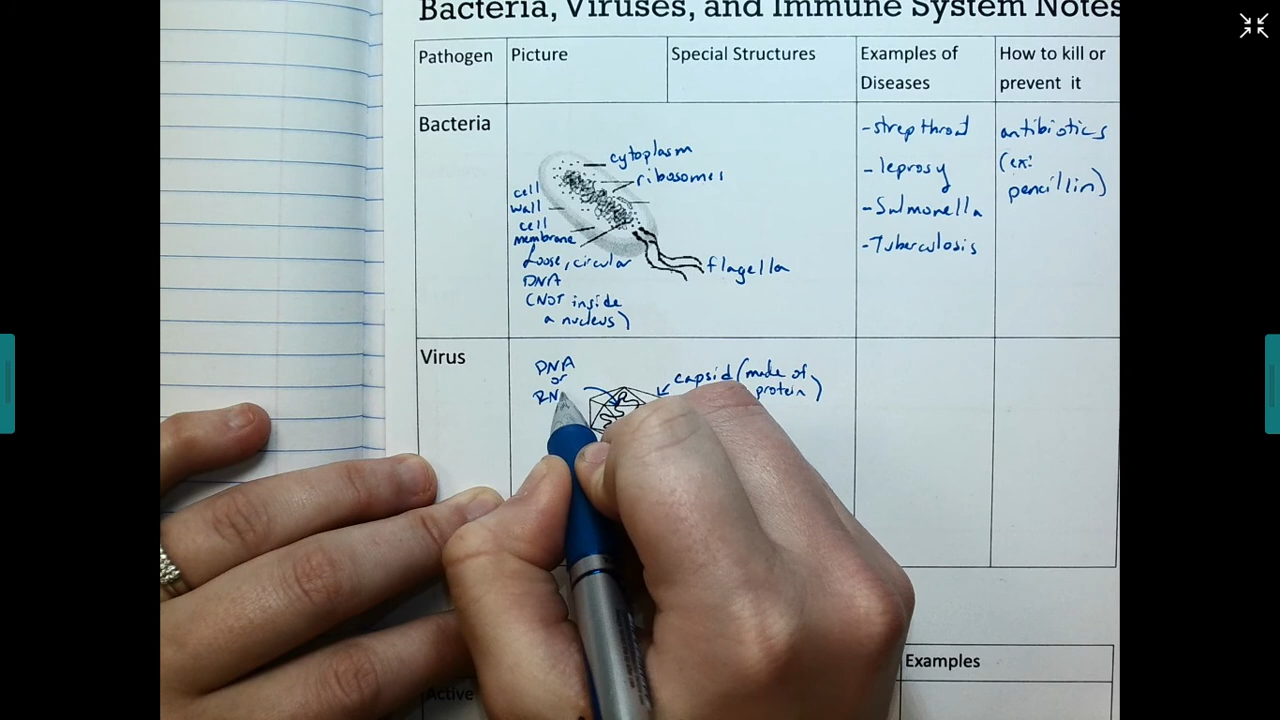 Bacteria, Viruses, and Immune System Notes
Pathogen
Picture
Special Structures
Examples of
Diseases
How to kill or
prevent it
Bacteria
cytoplasm
ribosomes
cell
wall
cell
membrane
Loose, circular
DNA
(NOT inside
a nucleus)
flagella
-strep throat
-leprosy
-Salmonella
-Tuberculosis
antibiotics
(ex:
pencillin)
Virus
DNA
or
RN
capsid (made of
protein)
Examples
Active